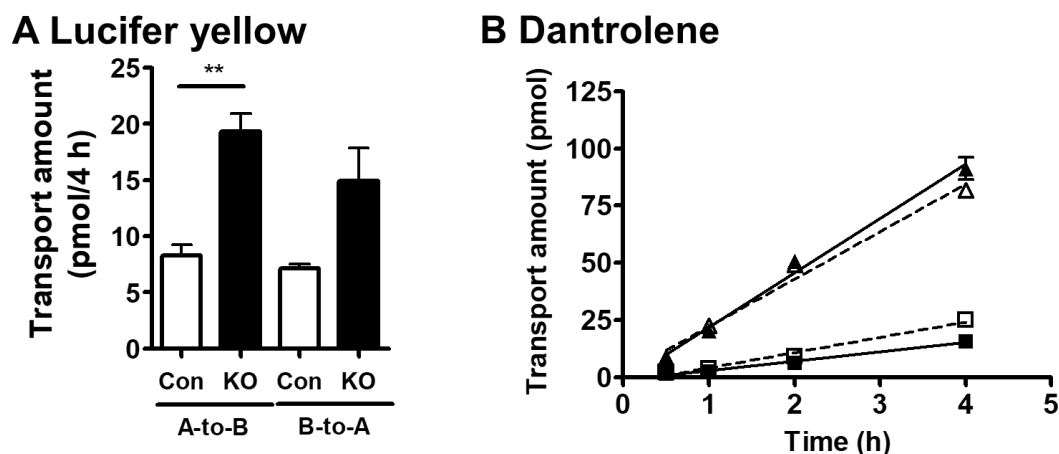 A Lucifer yellow
Transport amount
(pmol/4 h)
25
20
15
10
5
0
**
Con KO Con KO
A-to-B B-to-A
B Dantrolene
Transport amount (pmol)
125
100
75
50
25
0
0 1 2 3 4 5
Time (h)